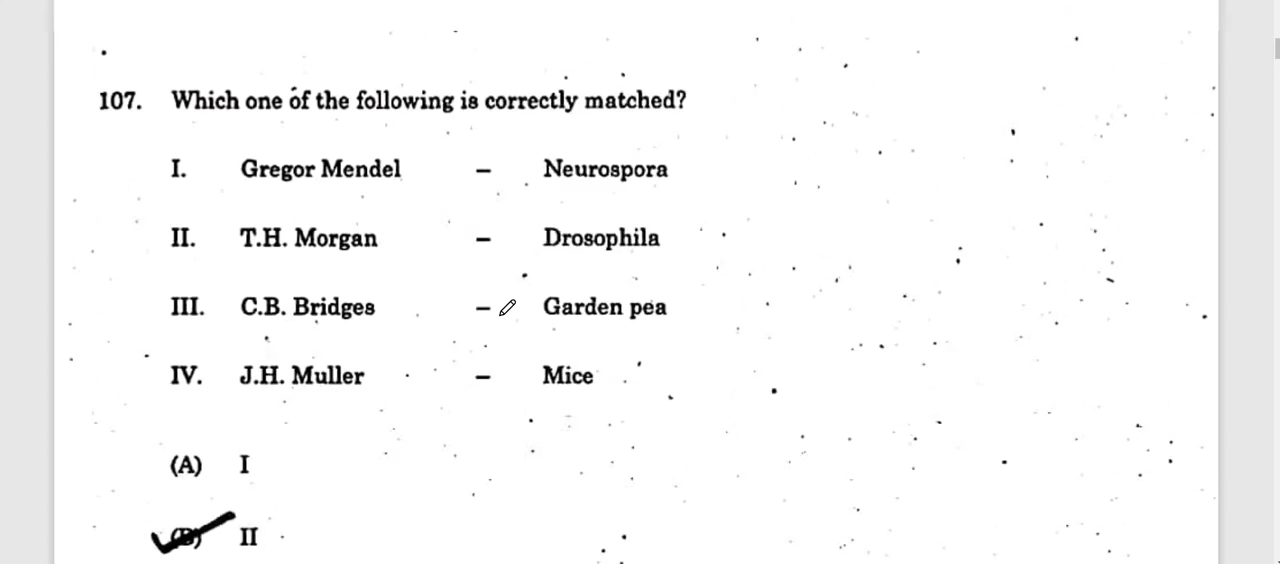 107. Which one of the following is correctly matched?
I. Gregor Mendel – Neurospora
II. T.H. Morgan – Drosophila
III. C.B. Bridges – Garden pea
IV. J.H. Muller – Mice
(A) I
(B) II